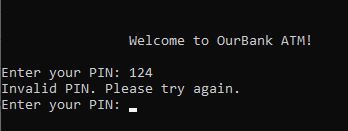 Welcome to OurBank ATM!
Enter your PIN: 124
Invalid PIN. Please try again.
Enter your PIN: